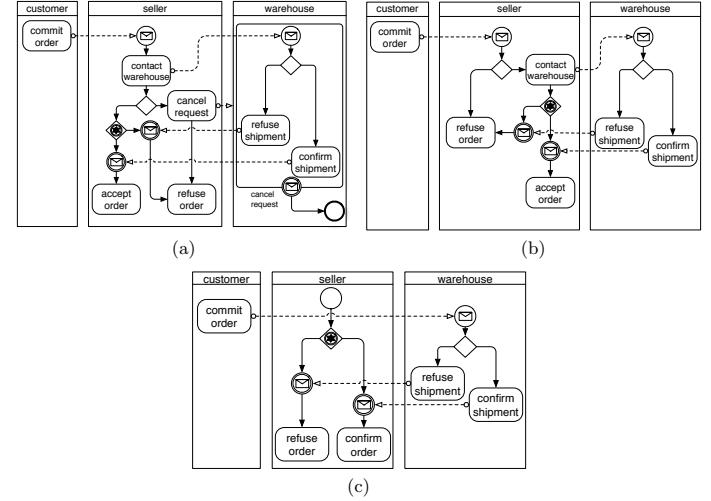 customer
seller
warehouse
commit
order
contact
warehouse
cancel
request
refuse
shipment
confirm
shipment
accept
order
refuse
order
cancel
request
(a)
customer
seller
warehouse
commit
order
contact
warehouse
refuse
order
refuse
shipment
confirm
shipment
accept
order
(b)
customer
seller
warehouse
commit
order
refuse
shipment
confirm
shipment
refuse
order
confirm
order
(c)